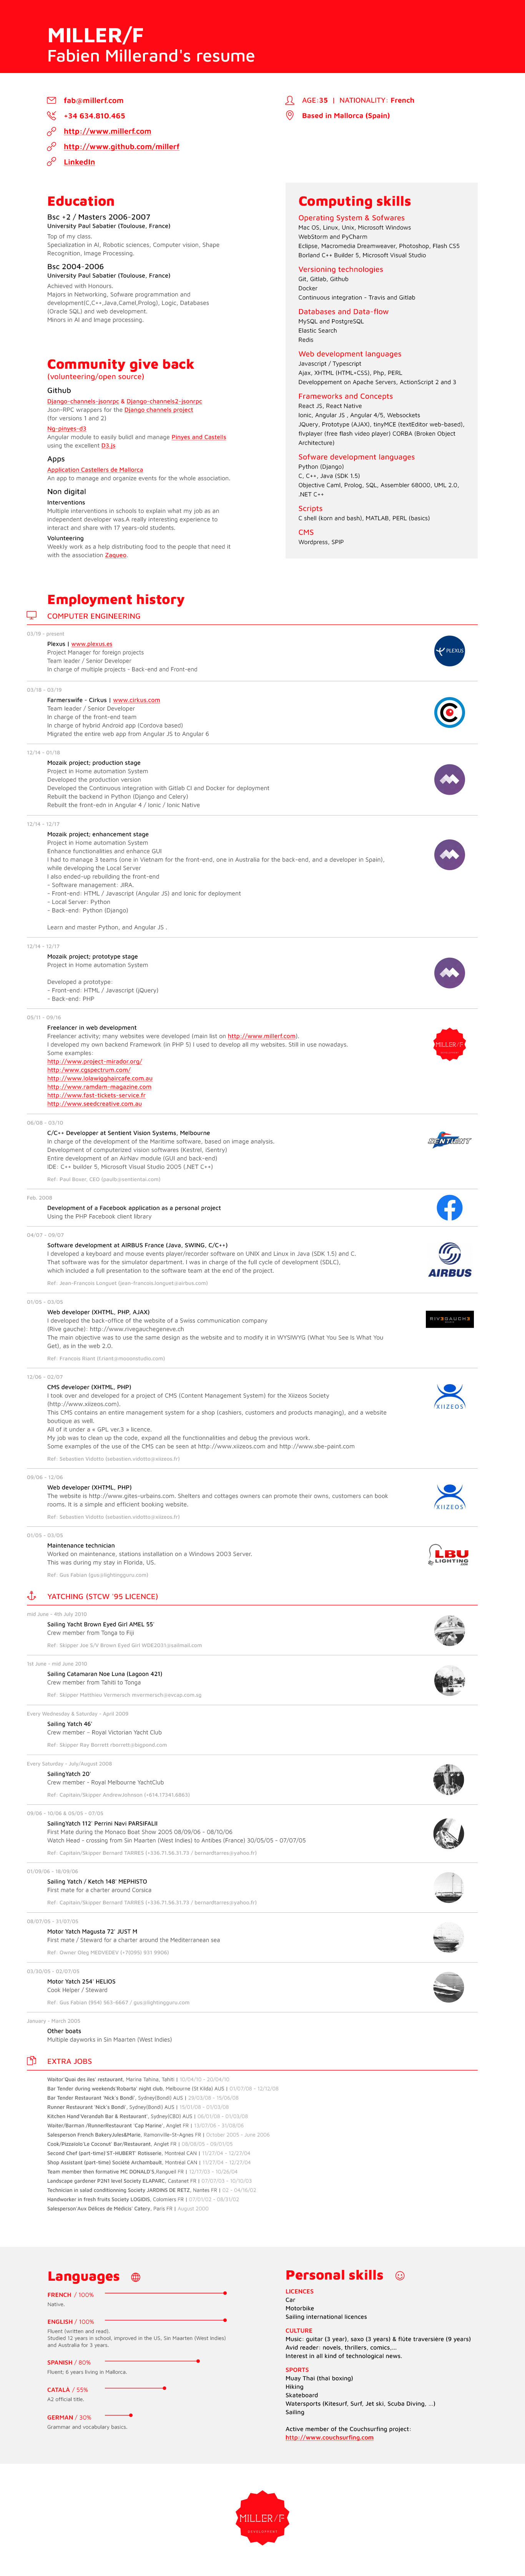 MILLER/F
Fabien Millerand's resume
fab@millerf.com
+34 634.810.465
http://www.millerf.com
http://www.github.com/millerf
LinkedIn
AGE:35 | NATIONALITY: French
Based in Mallorca (Spain)
Education
Bsc +2 / Masters 2006-2007
University Paul Sabatier (Toulouse, France)
Top of my class.
Specialization in AI, Robotic sciences, Computer vision, Shape
Recognition, Image Processing.
Bsc 2004-2006
University Paul Sabatier (Toulouse, France)
Achieved with Honours.
Majors in Networking, Software programmation and
development(C,C++,Java,Camel,Prolog), Logic, Databases
(Oracle SQL) and web development.
Minors in AI and Image processing.
Community give back
(volunteering/open source)
Github
Django-channels-jsonrpc & Django-channels2-jsonrpc
Json-RPC wrappers for the Django channels project
(for versions 1 and 2)
Ng-pinyes-d3
Angular module to easily build and manage Pinyes and Castells
using the excellent D3.js
Apps
Application Castellers de Mallorca
An app to manage and organize events for the whole association.
Non digital
Interventions
Multiple interventions in schools to explain what my job as an
independent developer was.A really interesting experience to
interact and share with 17 years-old students.
Volunteering
Weekly work as a help distributing food to the people that need it
with the association Zaqueo.
Computing skills
Operating System & Sofwares
Mac OS, Linux, Unix, Microsoft Windows
WebStorm and PyCharm
Eclipse, Macromedia Dreamweaver, Photoshop, Flash CS5
Borland C++ Builder 5, Microsoft Visual Studio
Versioning technologies
Git, Gitlab, Github
Docker
Continuous integration - Travis and Gitlab
Databases and Data-flow
MySQL and PostgreSQL
Elastic Search
Redis
Web development languages
Javascript / Typescript
Ajax, XHTML (HTML+CSS), Php, PERL
Developpement on Apache Servers, ActionScript 2 and 3
Frameworks and Concepts
React JS, React Native
Ionic, Angular JS , Angular 4/5, Websockets
JQuery, Prototype (AJAX), tinyMCE (textEditor web-based),
flvplayer (free flash video player) CORBA (Broken Object
Architecture)
Sofware development languages
Python (Django)
C, C++, Java (SDK 1.5)
Objective Caml, Prolog, SQL, Assembler 68000, UML 2.0,
.NET C++
Scripts
C shell (korn and bash), MATLAB, PERL (basics)
CMS
Wordpress, SPIP
Employment history
COMPUTER ENGINEERING
03/19 - present
Plexus | www.plexus.es
Project Manager for foreign projects
Team leader / Senior Developer
In charge of multiple projects - Back-end and Front-end
PLEXUS
03/18 - 03/19
Farmerswife - Cirkus | www.cirkus.com
Team leader / Senior Developer
In charge of the front-end team
In charge of hybrid Android app (Cordova based)
Migrated the entire web app from Angular JS to Angular 6
12/14 - 01/18
Mozaik project; production stage
Project in Home automation System
Developed the production version
Developed the Continuous integration with Gitlab CI and Docker for deployment
Rebuilt the backend in Python (Django and Celery)
Rebuilt the front-edn in Angular 4 / Ionic / Ionic Native
12/14 - 12/17
Mozaik project; enhancement stage
Project in Home automation System
Enhance functionalities and enhance GUI
I had to manage 3 teams (one in Vietnam for the front-end, one in Australia for the back-end, and a developer in Spain),
while developing the Local Server
I also ended-up rebuilding the front-end
- Software management: JIRA.
- Front-end: HTML / Javascript (Angular JS) and Ionic for deployment
- Local Server: Python
- Back-end: Python (Django)
Learn and master Python, and Angular JS .
12/14 - 12/17
Mozaik project; prototype stage
Project in Home automation System
Developed a prototype:
- Front-end: HTML / Javascript (jQuery)
- Back-end: PHP
05/11 - 09/16
Freelancer in web development
Freelancer activity; many websites were developed (main list on http://www.millerf.com).
I developed my own backend Framework (in PHP 5) I used to develop all my websites. Still in use nowadays.
Some examples:
http://www.project-mirador.org/
http:/www.cgspectrum.com/
http://www.lolawigghaircafe.com.au
http://www.ramdam-magazine.com
http://www.fast-tickets-service.fr
http://www.seedcreative.com.au
MILLER/F
06/08 - 03/10
C/C++ Developper at Sentient Vision Systems, Melbourne
In charge of the development of the Maritime software, based on image analysis.
Development of computerized vision softwares (Kestrel, iSentry)
Entire development of an AirNav module (GUI and back-end)
IDE: C++ builder 5, Microsoft Visual Studio 2005 (.NET C++)
Ref: Paul Boxer, CEO (paulb@sentientai.com)
SENTIENT
Feb, 2008
Development of a Facebook application as a personal project
Using the PHP Facebook client library
04/07 - 09/07
Software development at AIRBUS France (Java, SWING, C/C++)
I developed a keyboard and mouse events player/recorder software on UNIX and Linux in Java (SDK 1.5) and C.
That software was for the simulator department. I was in charge of the full cycle of development (SDLC),
which included a full presentation to the software team at the end of the project.
Ref: Jean-François Longuet (jean-francois.longuet@airbus.com)
AIRBUS
01/05 - 03/05
Web developer (XHTML, PHP, AJAX)
I developed the back-office of the website of a Swiss communication company
(Rive gauche): http://www.rivegauchegeneve.ch
The main objective was to use the same design as the website and to modify it in WYSIWYG (What You See Is What You
Get), as in the web 2.0.
RIVEGAUCHE
12/06 - 02/07
CMS developer (XHTML, PHP)
I took over and developed for a project of CMS (Content Management System) for the Xiizeos Society
(http://www.xiizeos.com).
This CMS contains an entire management system for a shop (cashiers, customers and products managing), and a website
boutique as well.
All of it under a « GPL ver.3 » licence.
My job was to clean up the code, expand all the functionnalities and debug the previous work.
Some examples of the use of the CMS can be seen at http://www.xiizeos.com and http://www.sbe-paint.com
Ref: Sebastien Vidotto (sebastien.vidotto@xiizeos.fr)
XIIZEOS
09/06 - 12/06
Web developer (XHTML, PHP)
The website is http://www.gites-urbains.com. Shelters and cottages owners can promote their owns, customers can book
rooms. It is a simple and efficient booking website.
Ref: Sebastien Vidotto (sebastien.vidotto@xiizeos.fr)
XIIZEOS
01/05 - 03/05
Maintenance technician
Worked on maintenance, stations installation on a Windows 2003 Server.
This was during my stay in Florida, US.
Ref: Gus Fabian (gus@lightingguru.com)
LBU
LIGHTING
YATCHING (STCW '95 LICENCE)
mid June - 4th July 2010
Sailing Yacht Brown Eyed Girl AMEL 55'
Crew member from Tonga to Fiji
Ref: Skipper Joe S/V Brown Eyed Girl WDE2031@sailmail.com
1st June - mid June 2010
Sailing Catamaran Noe Luna (Lagoon 421)
Crew member from Tahiti to Tonga
Ref: Skipper Matthieu Vermersch mvermersch@evcap.com.sg
Every Wednesday & Saturday - April 2009
Sailing Yatch 46'
Crew member – Royal Victorian Yacht Club
Ref: Skipper Ray Borrett rborrett@bigpond.com
Every Saturday - July/August 2008
SailingYatch 20'
Crew member - Royal Melbourne YachtClub
Ref: Capitain/Skipper AndrewJohnson (+614.17341.6863)
09/06 - 10/06 & 05/05 - 07/05
SailingYatch 112' Perrini Navi PARSIFALII
First Mate during the Monaco Boat Show 2005 08/09/06 - 08/10/06
Watch Head - crossing from Sin Maarten (West Indies) to Antibes (France) 30/05/05 - 07/07/05
Ref: Capitain/Skipper Bernard TARRES (+336.71.56.31.73 / bernardtarres@yahoo.fr)
01/09/06 - 18/09/06
Sailing Yatch / Ketch 148' MEPHISTO
First mate for a charter around Corsica
Ref: Capitain/Skipper Bernard TARRES (+336.71.56.31.73 / bernardtarres@yahoo.fr)
08/07/05 - 31/07/05
Motor Yatch Magusta 72' JUST M
First mate / Steward for a charter around the Mediterranean sea
Ref: Owner Oleg MEDVEDEV (+7(095) 931 9906)
03/30/05 - 02/07/05
Motor Yatch 254' HELIOS
Cook Helper / Steward
Ref: Gus Fabian (954) 563-6667 / gus@lightingguru.com
January - March 2005
Other boats
Multiple dayworks in Sin Maarten (West Indies)
EXTRA JOBS
Waitor'Quai des iles' restaurant, Marina Tahina, Tahiti | 10/04/10 - 20/04/10
Bar Tender during weekends'Robarta' night club, Melbourne (St Kilda) AUS | 01/07/09 - 12/12/09
Bar Tender Restaurant 'Nick's Bondi', Sydney(Bondi) AUS | 29/03/08 - 15/06/08
Runner Restaurant 'Nick's Bondi', Sydney(Bondi) AUS | 15/01/08 - 01/03/08
Kitchen Hand'Verandah Bar & Restaurant', Sydney(CBD) AUS | 06/01/08 - 01/03/08
Waiter/Barman /RunnerRestaurant 'Cap Marine', Anglet FR | 13/07/06 - 31/08/06
Salesperson French BakeryJules&Marie, Ramonville-St-Agnes FR | October 2005 - June 2006
Cook/Pizzaiolo'Le Coconut' Bar/Restaurant, Anglet FR | 08/08/05 - 09/01/05
Second Chef (part-time)'ST-HUBERT' Rotisserie, Montréal CAN | 11/27/04 - 12/27/04
Shop Assistant (part-time) Société Archambault, Montréal CAN | 11/27/04 - 12/27/04
Team member then formative MC DONALD'S,Rangueil FR | 12/17/03 - 10/26/04
Landscape gardener P2N1 level Society ELAPARC, Castanet FR | 07/07/03 - 10/10/03
Technician in salad conditionning Society JARDINS DE RETZ, Nantes FR | 02 - 04/16/02
Handworker in fresh fruits Society LOGIDIS, Colomiers FR | 07/01/02 - 08/31/02
Salesperson'Aux Délices de Médicis' Catery, Paris FR | August 2000
Languages
FRENCH / 100%
Native.
ENGLISH / 100%
Fluent (written and read).
Studied 12 years in school, improved in the US, Sin Maarten (West Indies)
and Australia for 3 years.
SPANISH / 80%
Fluent; 6 years living in Mallorca.
CATALA / 55%
A2 official title.
GERMAN / 30%
Grammar and vocabulary basics.
Personal skills
LICENCES
Car
Motorbike
Sailing international licences
CULTURE
Music: guitar (3 year), saxo (3 years) & flûte traversière (9 years)
Avid reader: novels, thrillers, comics,...
Interest in all kind of technological news.
SPORTS
Muay Thai (thai boxing)
Hiking
Skateboard
Watersports (Kitesurf, Surf, Jet ski, Scuba Diving, ...)
Sailing
Active member of the Couchsurfing project:
http://www.couchsurfing.com
MILLER/F
DEVELOPMENT